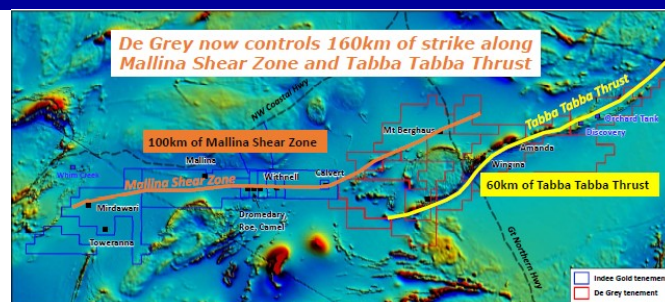 De Grey now controls 160km of strike along
Mallina Shear Zone and Tabba Tabba Thrust
NW Coastal Hwy
Tabba Tabba Thrust
Mt Berghaus
Orchard Tank
Discovery
100km of Mallina Shear Zone
Amanda
Mallina
Wingina
Whim Creek
Withnell
Calvert
Mallina Shear Zone
60km of Tabba Tabba Thrust
Mirdawari
Dromedary,
Roe, Camel
Toweranna
Gt Northern Hwy
Indee Gold tenement
De Grey tenement